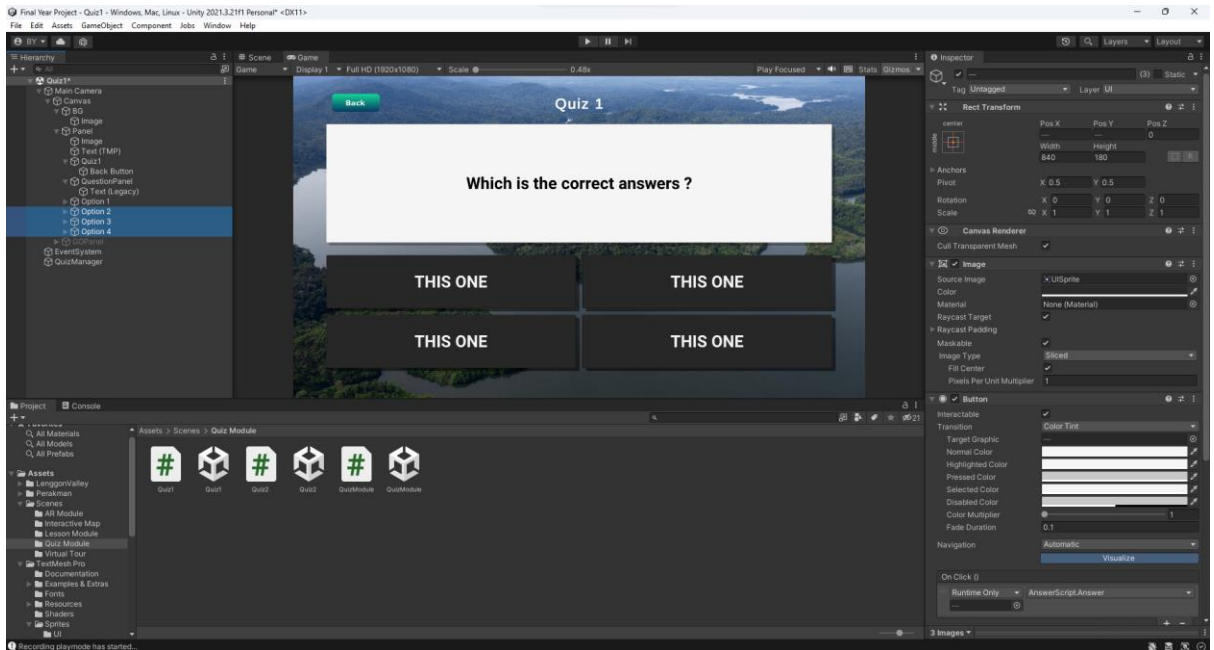 Final Year Project - Quiz1 - Windows, Mac, Linux - Unity 2021.3.21f1 Personal* <DX11>
File Edit Assets GameObject Component Jobs Window Help
BY
Layers
Layout
Hierarchy
All
Quiz1*
Main Camera
Canvas
BG
Image
Panel
Image
Text (TMP)
Quiz1
Back Button
QuestionPanel
Text (Legacy)
Option 1
Option 2
Option 3
Option 4
GOPanel
EventSystem
QuizManager
Scene
Game
Game Display 1 Full HD (1920x1080) Scale 0.48x Play Focused Stats Gizmos
Back
Quiz 1
Which is the correct answers ?
THIS ONE
THIS ONE
THIS ONE
THIS ONE
Inspector
— (3) Static
Tag Untagged Layer UI
Rect Transform
center Pos X Pos Y Pos Z
middle — — 0
Width Height
840 180
Anchors
Pivot X 0.5 Y 0.5
Rotation X 0 Y 0 Z 0
Scale X 1 Y 1 Z 1
Canvas Renderer
Cull Transparent Mesh
Image
Source Image UISprite
Color
Material None (Material)
Raycast Target
Raycast Padding
Maskable
Image Type Sliced
Fill Center
Pixels Per Unit Multiplier 1
Button
Interactable
Transition Color Tint
Target Graphic —
Normal Color
Highlighted Color
Pressed Color
Selected Color
Disabled Color
Color Multiplier 1
Fade Duration 0.1
Navigation Automatic
Visualize
On Click ()
Runtime Only AnswerScript.Answer
—
3 Images
Project Console
21
Favorites
All Materials
All Models
All Prefabs
Assets
LenggonValley
Perakman
Scenes
AR Module
Interactive Map
Lesson Module
Quiz Module
Virtual Tour
TextMesh Pro
Documentation
Examples & Extras
Fonts
Resources
Shaders
Sprites
UI
Assets > Scenes > Quiz Module
Quiz1 Quiz1 Quiz2 Quiz2 QuizModule QuizModule
Recording playmode has started...